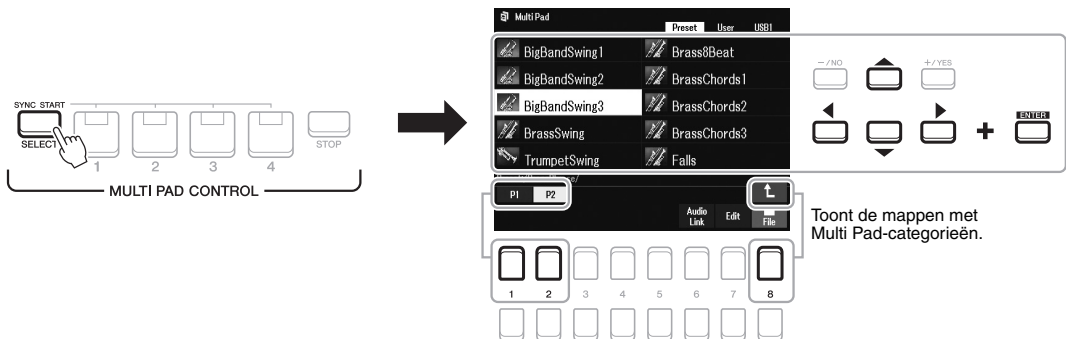 SYNC START
SELECT
1 2 3 4
STOP
MULTI PAD CONTROL
Multi Pad
Preset User USB1
BigBandSwing1 Brass8Beat
BigBandSwing2 BrassChords1
BigBandSwing3 BrassChords2
BrassSwing BrassChords3
TrumpetSwing Falls
P1 P2
Audio Link Edit File
1 2 3 4 5 6 7 8
–/NO +/YES
+ ENTER
Toont de mappen met
Multi Pad-categorieën.